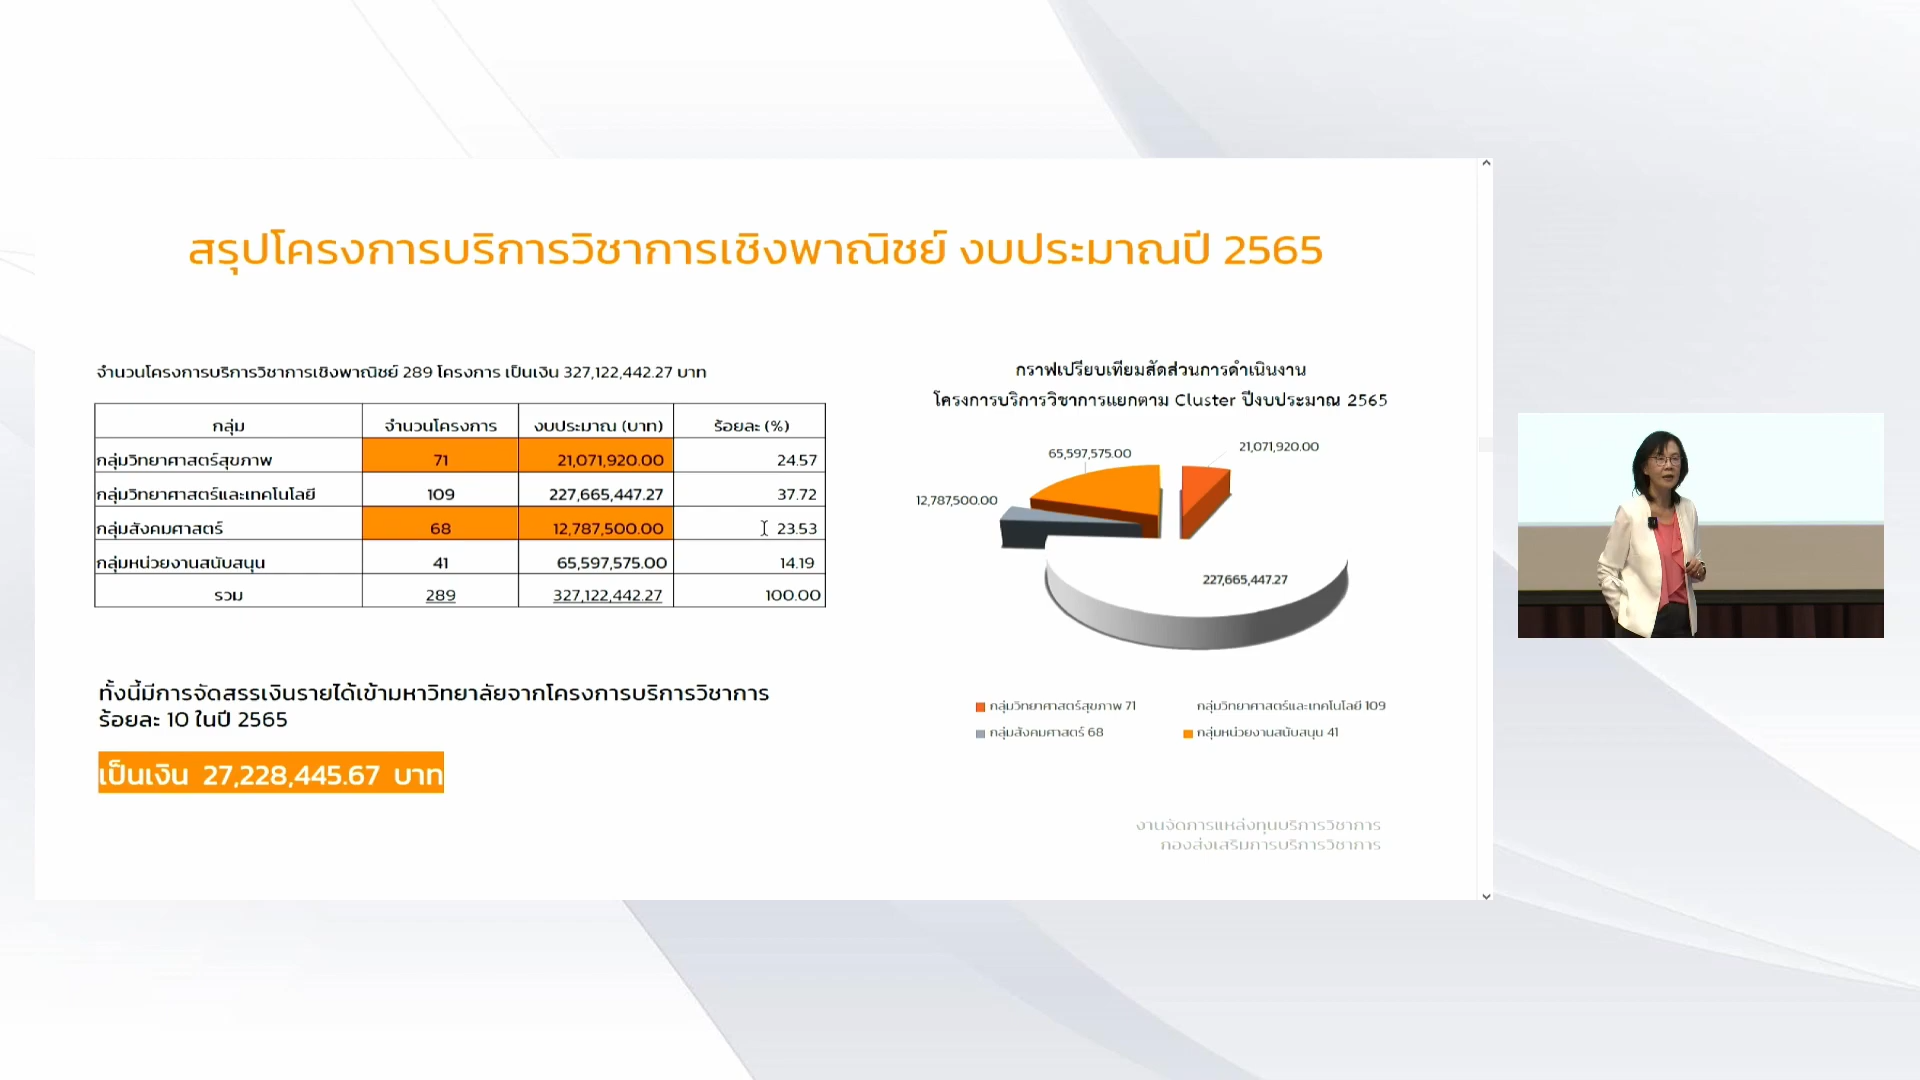 สรุปโครงการบริการวิชาการเชิงพาณิชย์ งบประมาณปี 2565
จำนวนโครงการบริการวิชาการเชิงพาณิชย์ 289 โครงการ เป็นเงิน 327,122,442.27 บาท
กลุ่ม จำนวนโครงการ งบประมาณ (บาท) ร้อยละ (%)
กลุ่มวิทยาศาสตร์สุขภาพ 71 21,071,920.00 24.57
กลุ่มวิทยาศาสตร์และเทคโนโลยี 109 227,665,447.27 37.72
กลุ่มสังคมศาสตร์ 68 12,787,500.00 23.53
กลุ่มหน่วยงานสนับสนุน 41 65,597,575.00 14.19
รวม 289 327,122,442.27 100.00
ทั้งนี้มีการจัดสรรเงินรายได้เข้ามหาวิทยาลัยจากโครงการบริการวิชาการ
ร้อยละ 10 ในปี 2565
เป็นเงิน 27,228,445.67 บาท
กราฟเปรียบเทียบสัดส่วนการดำเนินงาน
โครงการบริการวิชาการแยกตาม Cluster ปีงบประมาณ 2565
21,071,920.00
65,597,575.00
12,787,500.00
227,665,447.27
กลุ่มวิทยาศาสตร์สุขภาพ 71 กลุ่มวิทยาศาสตร์และเทคโนโลยี 109
กลุ่มสังคมศาสตร์ 68 กลุ่มหน่วยงานสนับสนุน 41
งานจัดการแหล่งทุนบริการวิชาการ
กองส่งเสริมการบริการวิชาการ